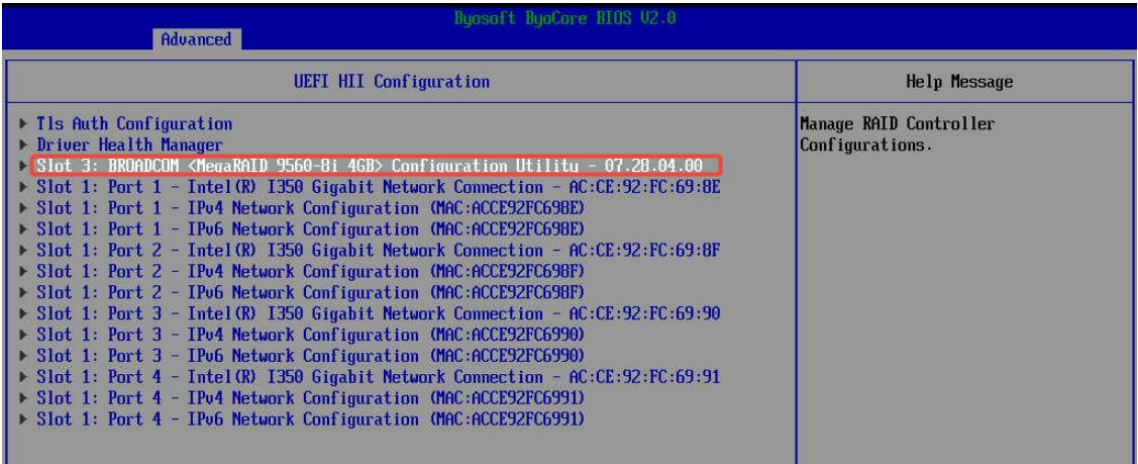 Byosoft ByoCore BIOS V2.0
Advanced
UEFI HII Configuration
Help Message
Tls Auth Configuration
Driver Health Manager
Slot 3: BROADCOM <MegaRAID 9560-8i 4GB> Configuration Utility - 07.28.04.00
Slot 1: Port 1 - Intel(R) I350 Gigabit Network Connection - AC:CE:92:FC:69:8E
Slot 1: Port 1 - IPv4 Network Configuration (MAC:ACCE92FC698E)
Slot 1: Port 1 - IPv6 Network Configuration (MAC:ACCE92FC698E)
Slot 1: Port 2 - Intel(R) I350 Gigabit Network Connection - AC:CE:92:FC:69:8F
Slot 1: Port 2 - IPv4 Network Configuration (MAC:ACCE92FC698F)
Slot 1: Port 2 - IPv6 Network Configuration (MAC:ACCE92FC698F)
Slot 1: Port 3 - Intel(R) I350 Gigabit Network Connection - AC:CE:92:FC:69:90
Slot 1: Port 3 - IPv4 Network Configuration (MAC:ACCE92FC6990)
Slot 1: Port 3 - IPv6 Network Configuration (MAC:ACCE92FC6990)
Slot 1: Port 4 - Intel(R) I350 Gigabit Network Connection - AC:CE:92:FC:69:91
Slot 1: Port 4 - IPv4 Network Configuration (MAC:ACCE92FC6991)
Slot 1: Port 4 - IPv6 Network Configuration (MAC:ACCE92FC6991)
Manage RAID Controller
Configurations.